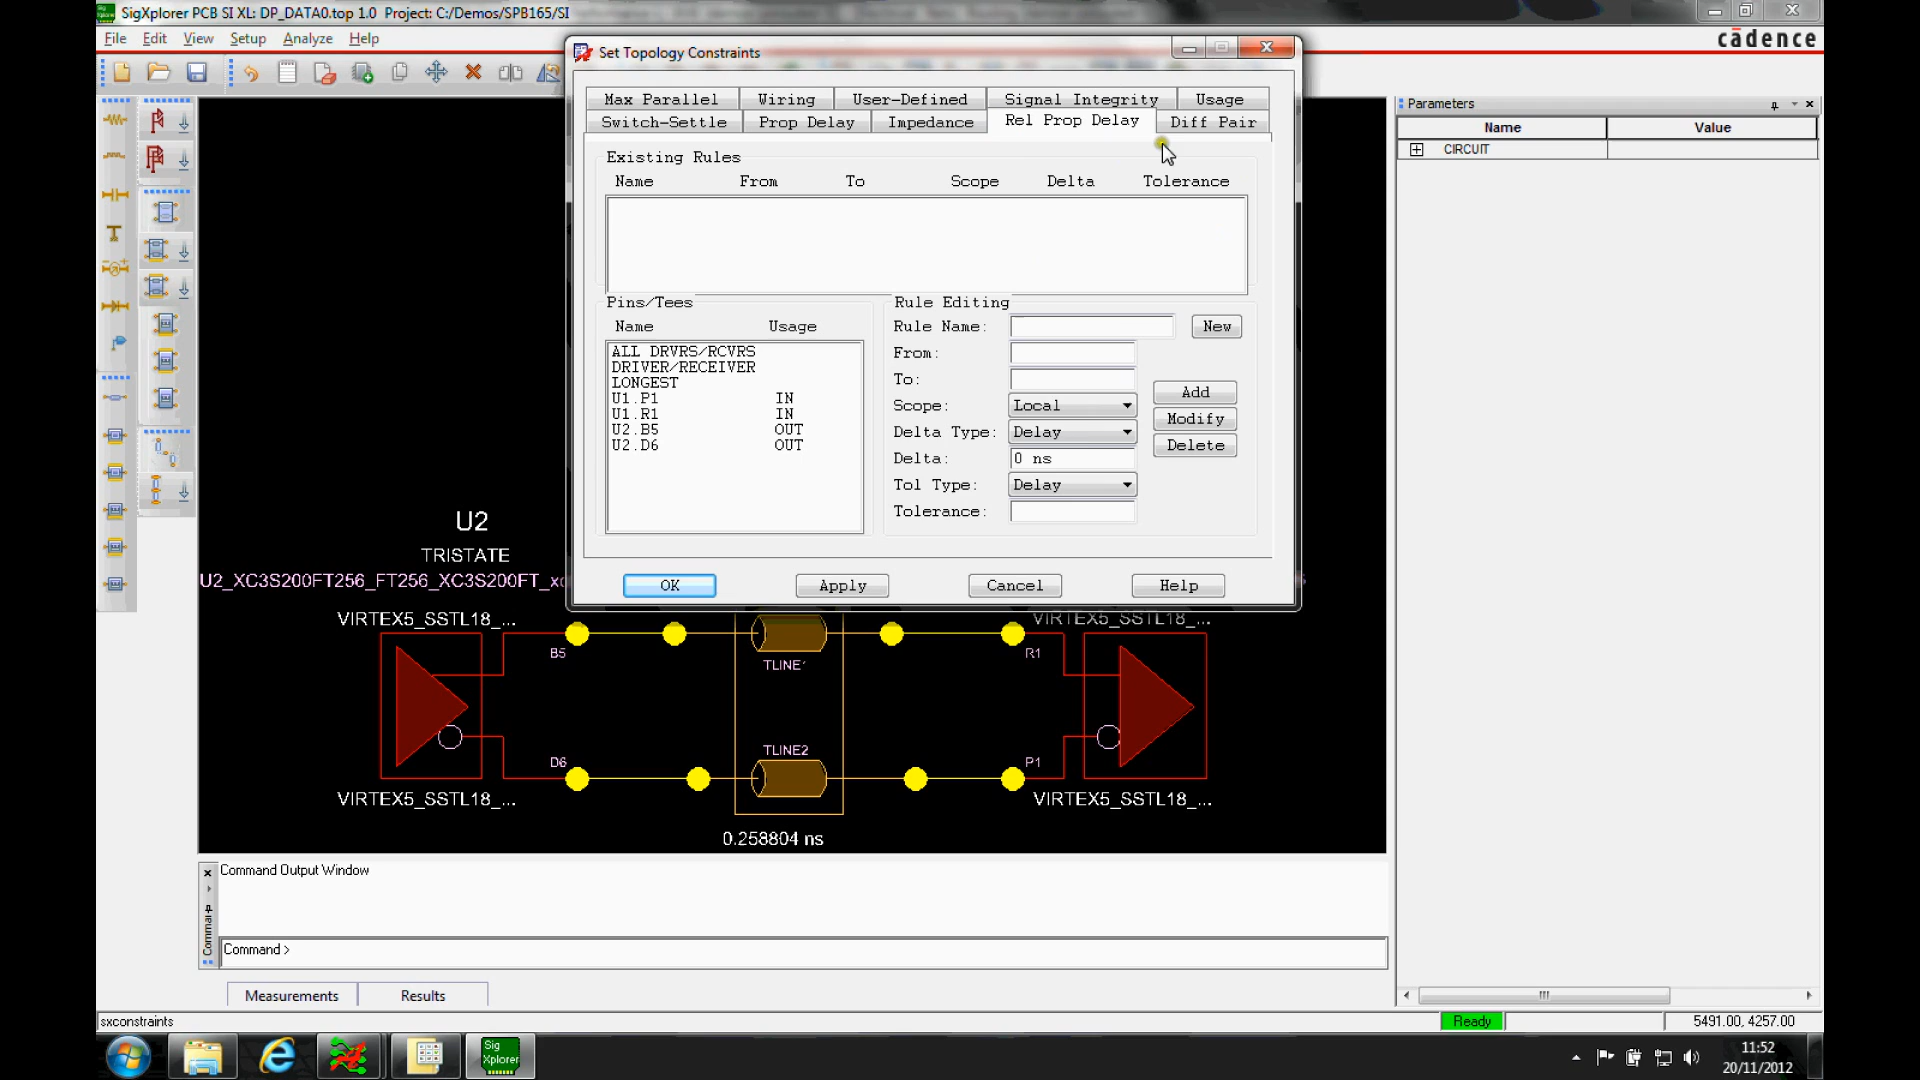 SigXplorer PCB SI XL: DP_DATA0.top 1.0 Project: C:/Demos/SPB165/SI
File Edit View Setup Analyze Help
cādence
Set Topology Constraints
Max Parallel Wiring User-Defined Signal Integrity Usage
Switch-Settle Prop Delay Impedance Rel Prop Delay Diff Pair
Existing Rules
Name From To Scope Delta Tolerance
Pins/Tees
Name Usage
ALL DRVRS/RCVRS
DRIVER/RECEIVER
LONGEST
U1.P1 IN
U1.R1 IN
U2.B5 OUT
U2.D6 OUT
Rule Editing
Rule Name: New
From:
To:
Add
Scope: Local
Modify
Delta Type: Delay
Delete
Delta: 0 ns
Tol Type: Delay
Tolerance:
OK Apply Cancel Help
Parameters
Name Value
CIRCUIT
U2
TRISTATE
U2_XC3S200FT256_FT256_XC3S200FT_
VIRTEX5_SSTL18_...
VIRTEX5_SSTL18_...
B5 R1
TLINE1
TLINE2
D6 P1
VIRTEX5_SSTL18_...
VIRTEX5_SSTL18_...
0.258804 ns
Command Output Window
Command
Command >
Measurements Results
sxconstraints
Ready
5491.00, 4257.00
Sig
Xplorer
11:52
20/11/2012